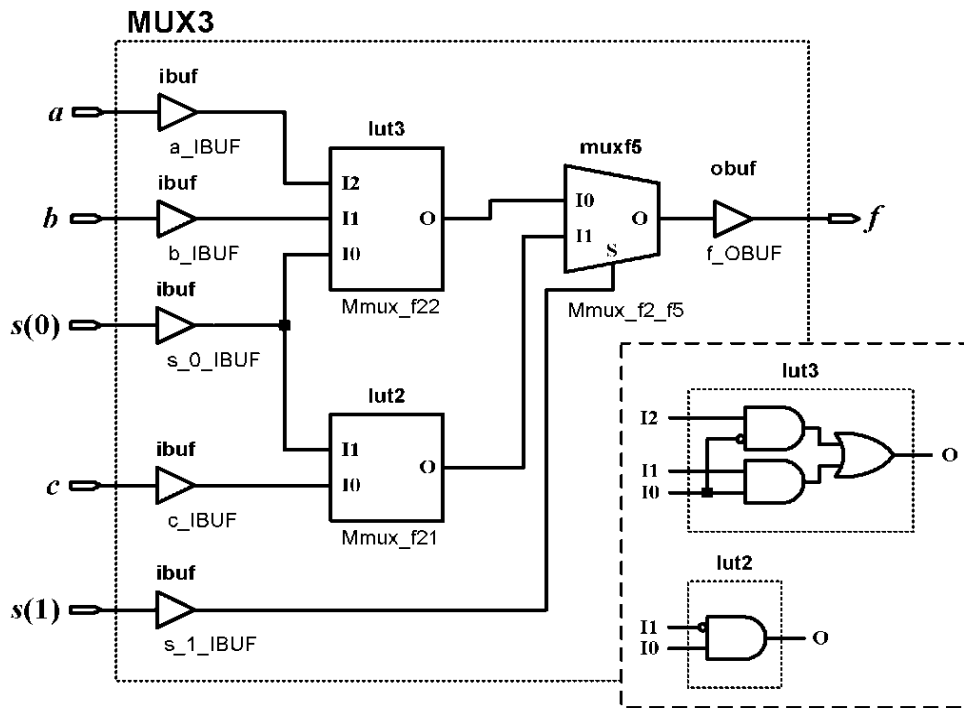 MUX3
ibuf
a
a_IBUF
lut3
muxf5
obuf
ibuf
b
b_IBUF
I2
I1
I0
O
Mmux_f22
I0
I1
O
S
Mmux_f2_f5
f_OBUF
f
ibuf
s(0)
s_0_IBUF
lut2
I1
I0
O
Mmux_f21
ibuf
c
c_IBUF
ibuf
s(1)
s_1_IBUF
lut3
I2
I1
I0
O
lut2
I1
I0
O